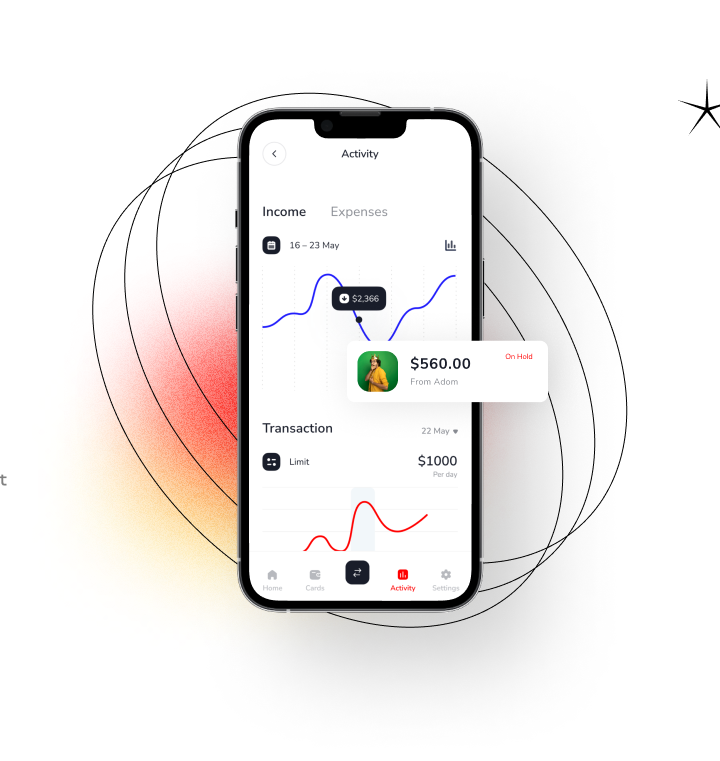 Activity
Income Expenses
16 – 23 May
$2,366
$560.00 On Hold
From Adom
Transaction 22 May
Limit $1000
Per day
t
Home Cards Activity Settings